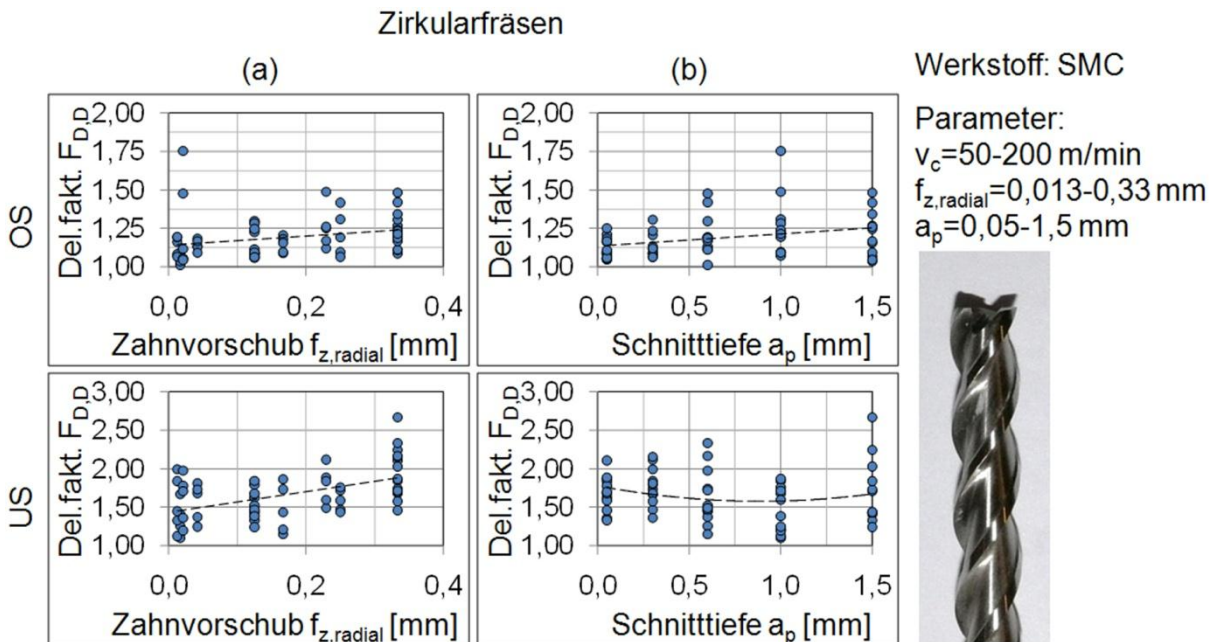 Zirkularfräsen
(a)
(b)
OS
Del.fakt. F_D,D
2,00
1,75
1,50
1,25
1,00
0,0
0,2
0,4
Zahnvorschub f_z,radial [mm]
Del.fakt. F_D,D
2,00
1,75
1,50
1,25
1,00
0,0
0,5
1,0
1,5
Schnitttiefe a_p [mm]
US
Del.fakt. F_D,D
3,00
2,50
2,00
1,50
1,00
0,0
0,2
0,4
Zahnvorschub f_z,radial [mm]
Del.fakt. F_D,D
3,00
2,50
2,00
1,50
1,00
0,0
0,5
1,0
1,5
Schnitttiefe a_p [mm]
Werkstoff: SMC
Parameter:
v_c=50-200 m/min
f_z,radial=0,013-0,33 mm
a_p=0,05-1,5 mm